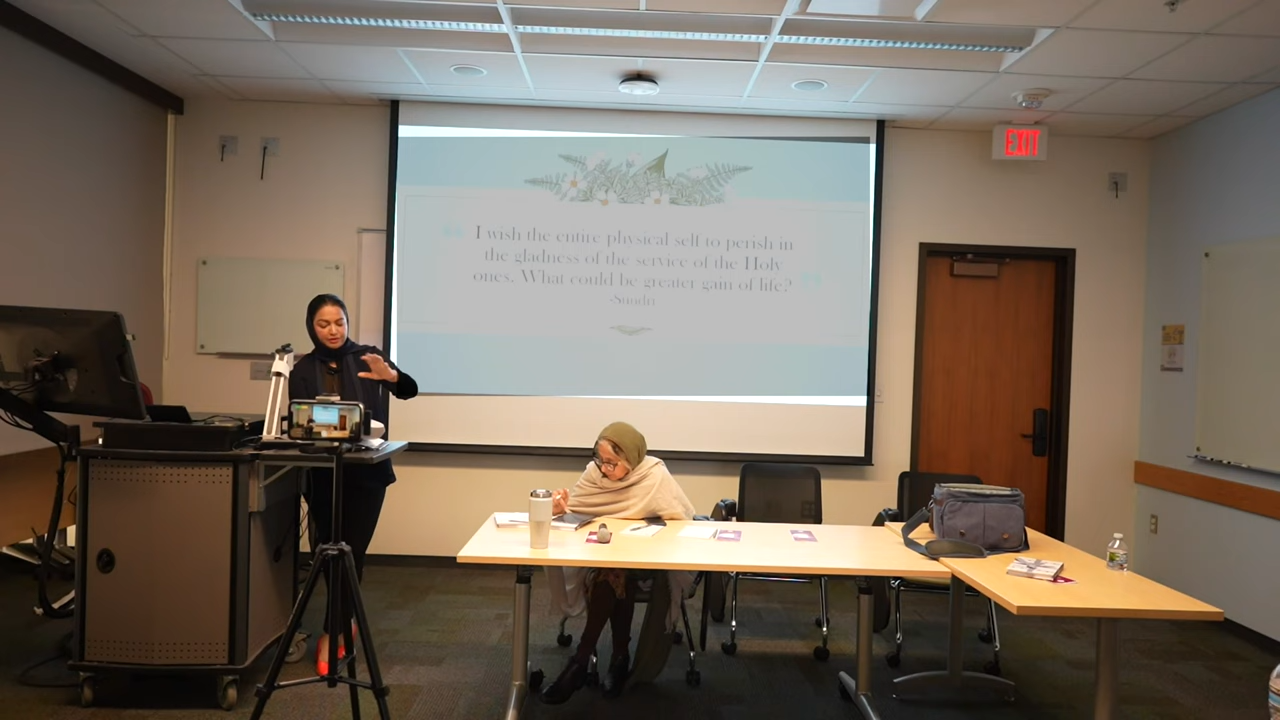 EXIT
I wish the entire physical self to perish in
the gladness of the service of the Holy
ones. What could be greater gain of life?